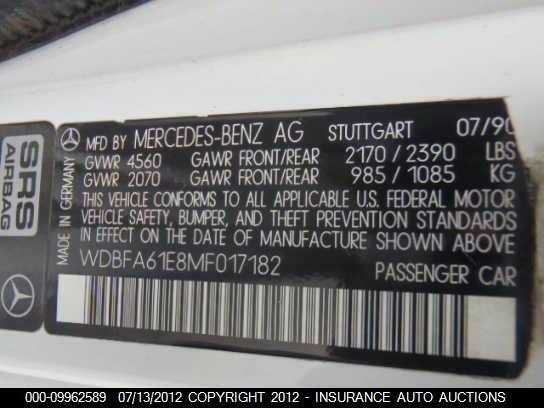 MFD BY MERCEDES-BENZ AG STUTTGART 07/90
GVWR 4560 GAWR FRONT/REAR 2170/2390 LBS
GVWR 2070 GAWR FRONT/REAR 985/1085 KG
THIS VEHICLE CONFORMS TO ALL APPLICABLE U.S. FEDERAL MOTOR
VEHICLE SAFETY, BUMPER, AND THEFT PREVENTION STANDARDS
IN EFFECT ON THE DATE OF MANUFACTURE SHOWN ABOVE.
WDBFA61E8MF017182 PASSENGER CAR
MADE IN GERMANY
SRS
AIRBAG
000-09962589 07/13/2012 COPYRIGHT 2012 - INSURANCE AUTO AUCTIONS